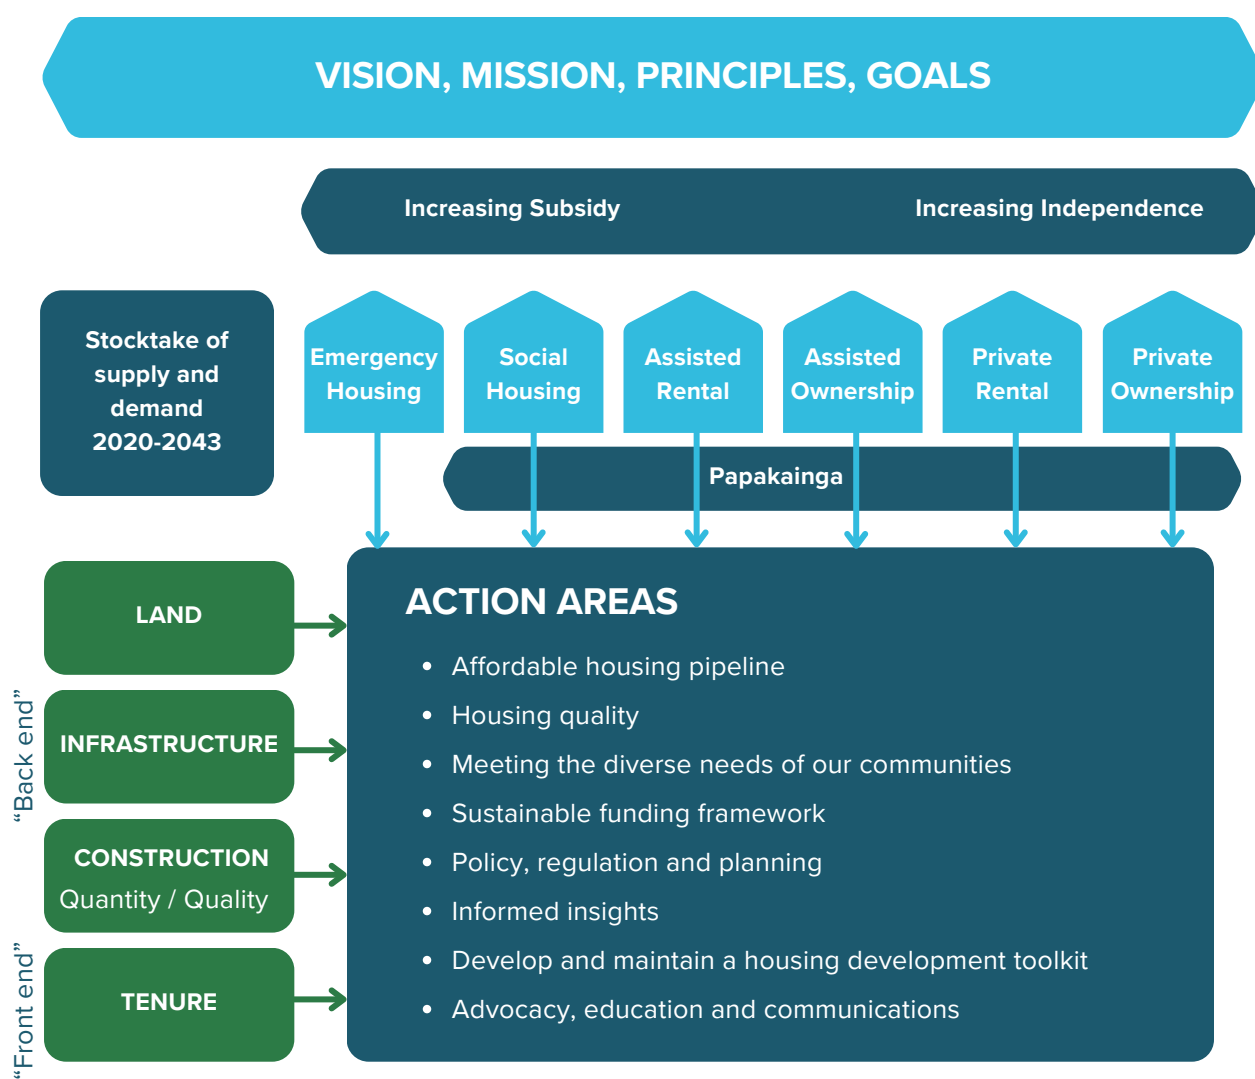 VISION, MISSION, PRINCIPLES, GOALS
Increasing Subsidy
Increasing Independence
Stocktake of
supply and
demand
2020-2043
Emergency
Housing
Social
Housing
Assisted
Rental
Assisted
Ownership
Private
Rental
Private
Ownership
Papakainga
“Back end”
LAND
INFRASTRUCTURE
CONSTRUCTION
Quantity / Quality
“Front end”
TENURE
ACTION AREAS
• Affordable housing pipeline
• Housing quality
• Meeting the diverse needs of our communities
• Sustainable funding framework
• Policy, regulation and planning
• Informed insights
• Develop and maintain a housing development toolkit
• Advocacy, education and communications